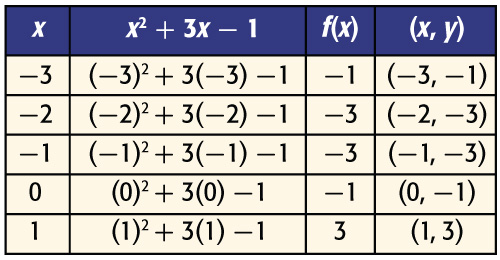 x x² + 3x – 1 f(x) (x, y)
–3 (–3)² + 3(–3) –1 –1 (–3, –1)
–2 (–2)² + 3(–2) –1 –3 (–2, –3)
–1 (–1)² + 3(–1) –1 –3 (–1, –3)
0 (0)² + 3(0) –1 –1 (0, –1)
1 (1)² + 3(1) –1 3 (1, 3)